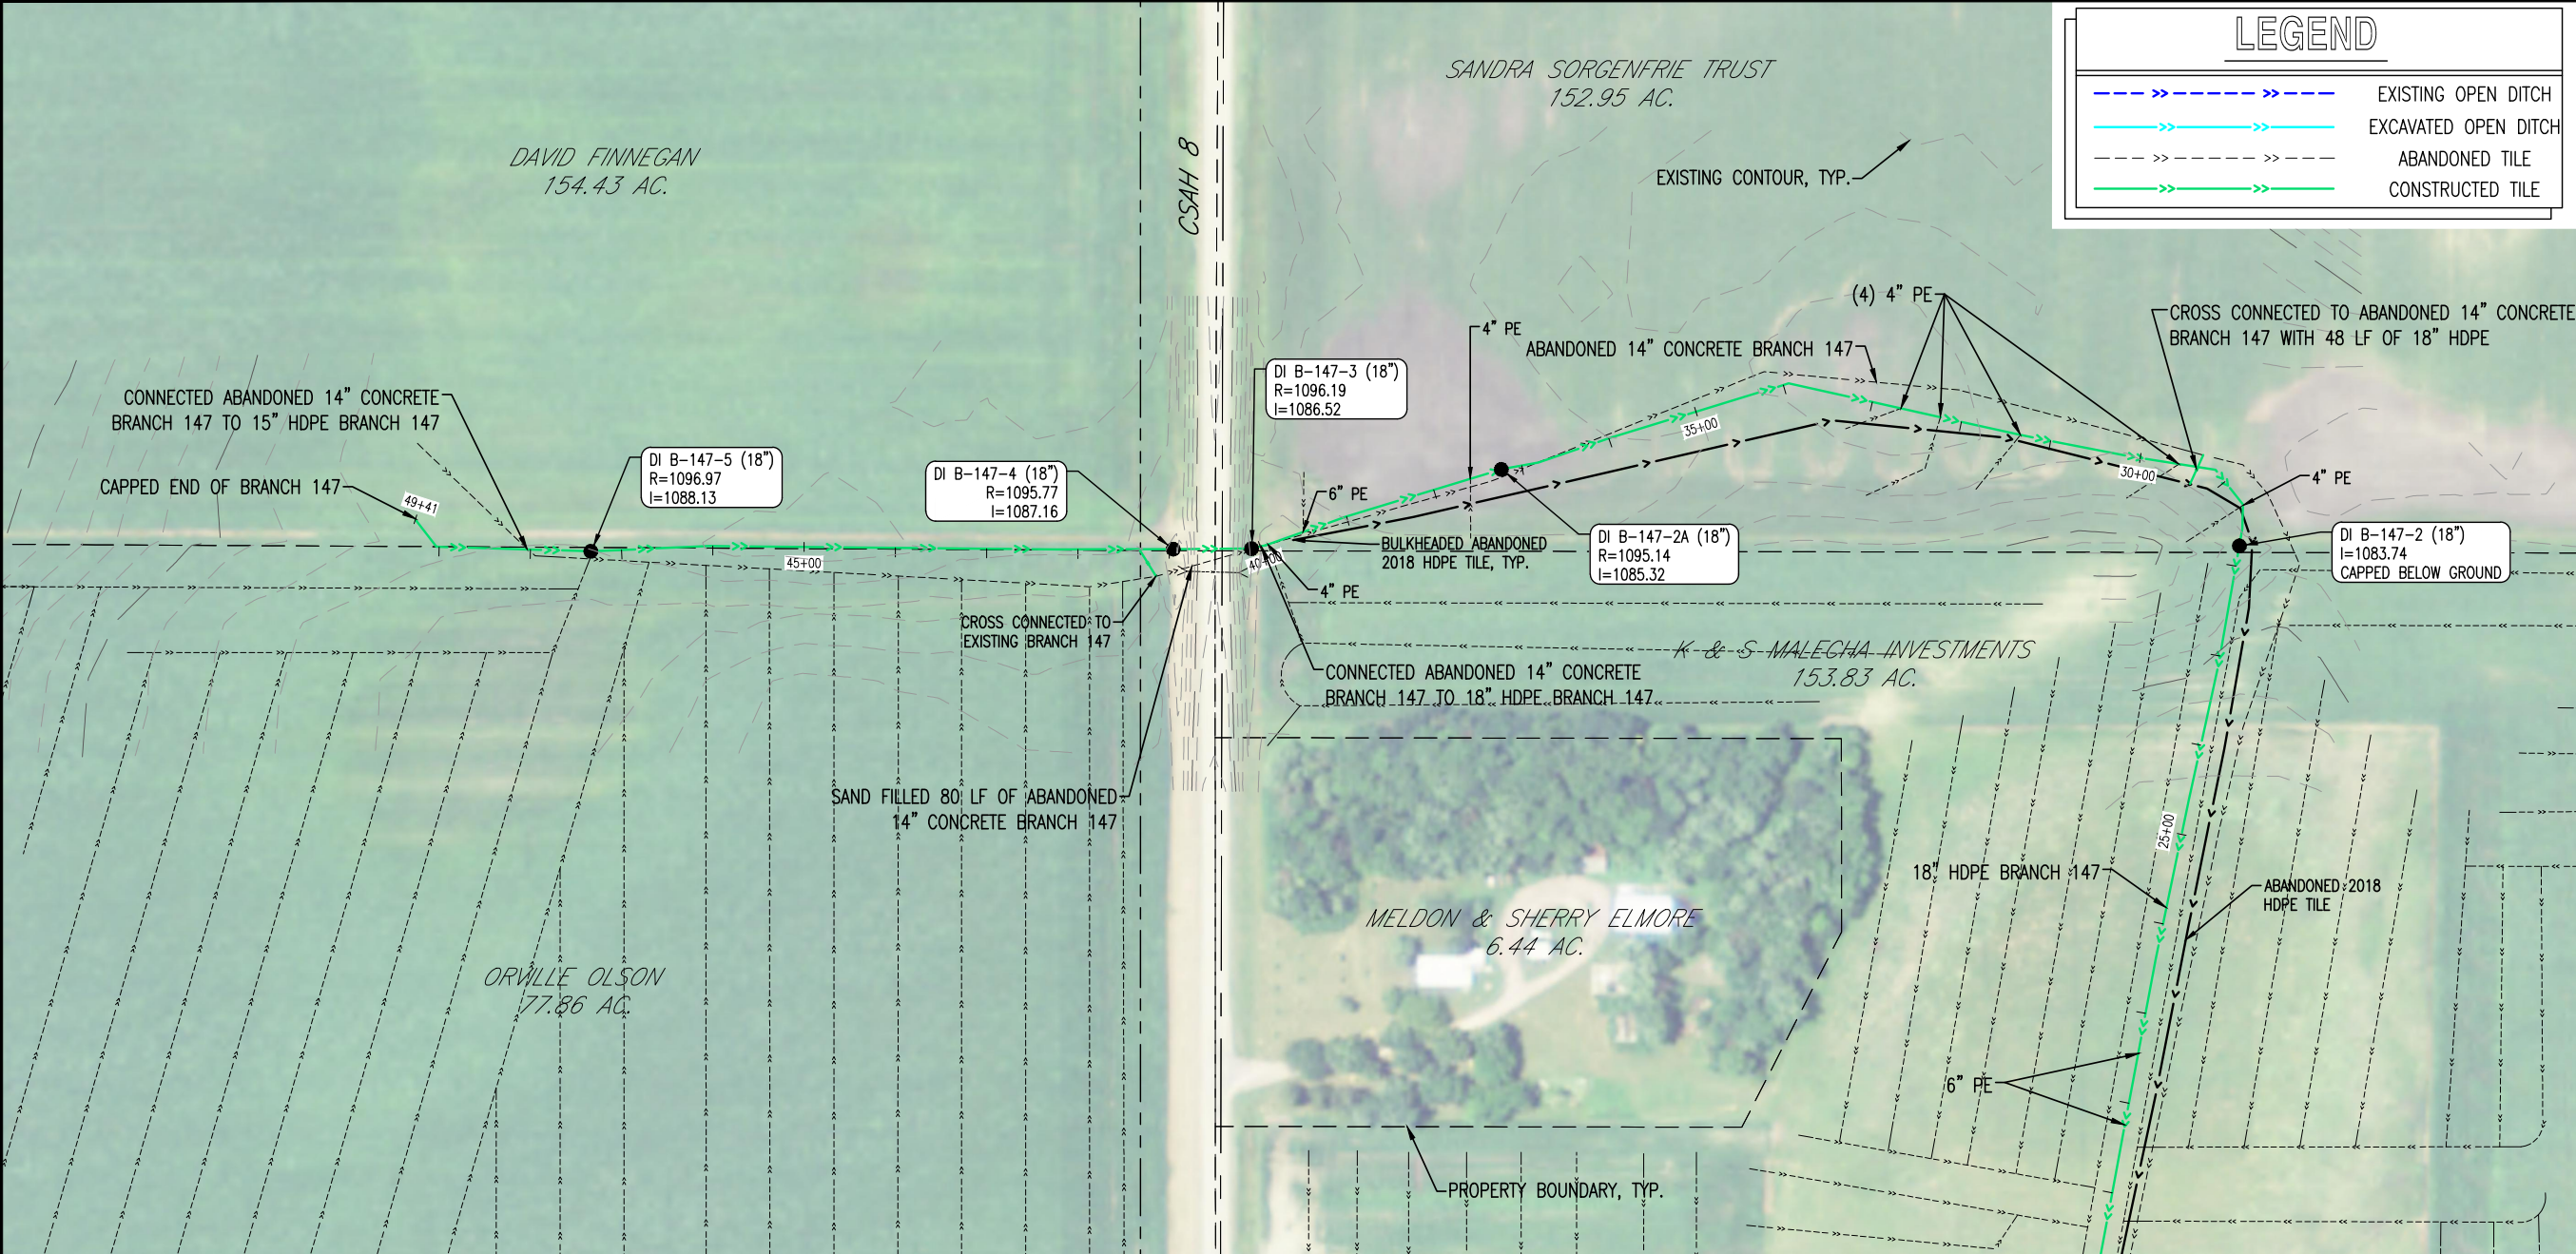 LEGEND
EXISTING OPEN DITCH
EXCAVATED OPEN DITCH
ABANDONED TILE
CONSTRUCTED TILE
SANDRA SORGENFRIE TRUST
152.95 AC.
DAVID FINNEGAN
154.43 AC.
CSAH 8
EXISTING CONTOUR, TYP.
(4) 4" PE
CROSS CONNECTED TO ABANDONED 14" CONCRETE
BRANCH 147 WITH 48 LF OF 18" HDPE
4" PE
ABANDONED 14" CONCRETE BRANCH 147
DI B-147-3 (18")
R=1096.19
I=1086.52
CONNECTED ABANDONED 14" CONCRETE
BRANCH 147 TO 15" HDPE BRANCH 147
35+00
DI B-147-5 (18")
R=1096.97
I=1088.13
DI B-147-4 (18")
R=1095.77
I=1087.16
CAPPED END OF BRANCH 147
49+41
6" PE
30+00
4" PE
DI B-147-2A (18")
R=1095.14
I=1085.32
DI B-147-2 (18")
I=1083.74
CAPPED BELOW GROUND
BULKHEADED ABANDONED
2018 HDPE TILE, TYP.
45+00
40+00
4" PE
CROSS CONNECTED TO
EXISTING BRANCH 147
K & S MALECHA INVESTMENTS
153.83 AC.
CONNECTED ABANDONED 14" CONCRETE
BRANCH 147 TO 18" HDPE BRANCH 147
SAND FILLED 80 LF OF ABANDONED
14" CONCRETE BRANCH 147
25+00
18" HDPE BRANCH 147
ABANDONED 2018
HDPE TILE
MELDON & SHERRY ELMORE
6.44 AC.
ORVILLE OLSON
77.86 AC.
6" PE
PROPERTY BOUNDARY, TYP.